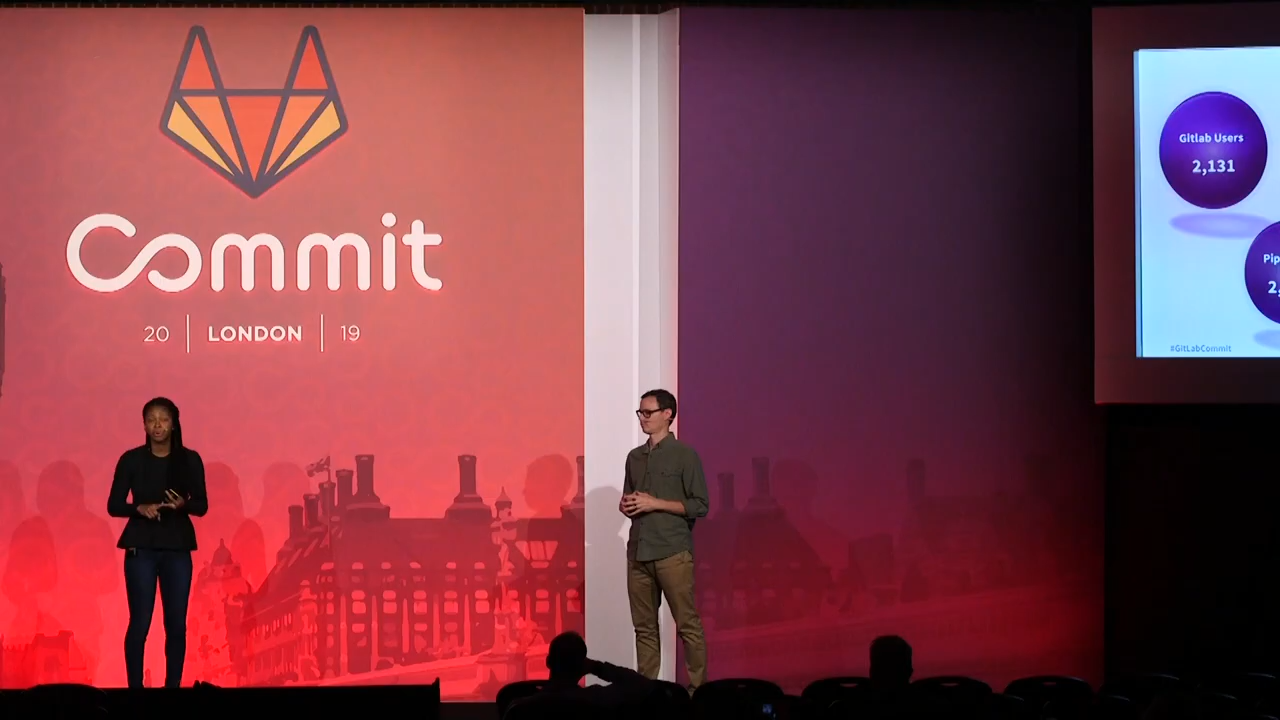 Commit
20 | LONDON | 19
Gitlab Users
2,131
#GitLabCommit